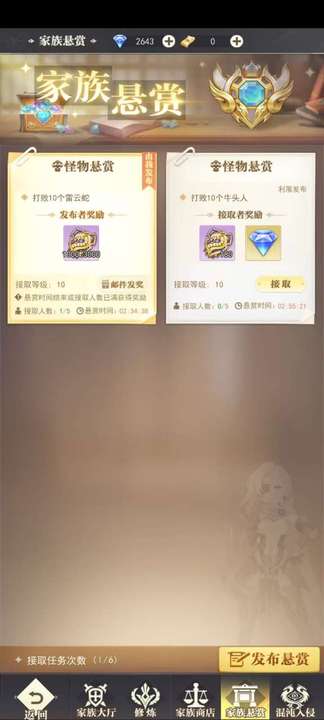 家族悬赏
2643
0
家族悬赏
怪物悬赏
由我发布
打败10个雷云蛇
发布者奖励
接取等级：10
邮件发奖
悬赏时间结束或接取人数已满获得奖励
接取人数：1/5
悬赏时间：02:34:38
怪物悬赏
打败10个牛头人
接取者奖励
接取等级：10
接取
接取人数：0/5
悬赏时间：02:35:21
接取任务次数（1/6）
发布悬赏
返回
家族大厅
修炼
家族商店
家族悬赏
混沌入侵